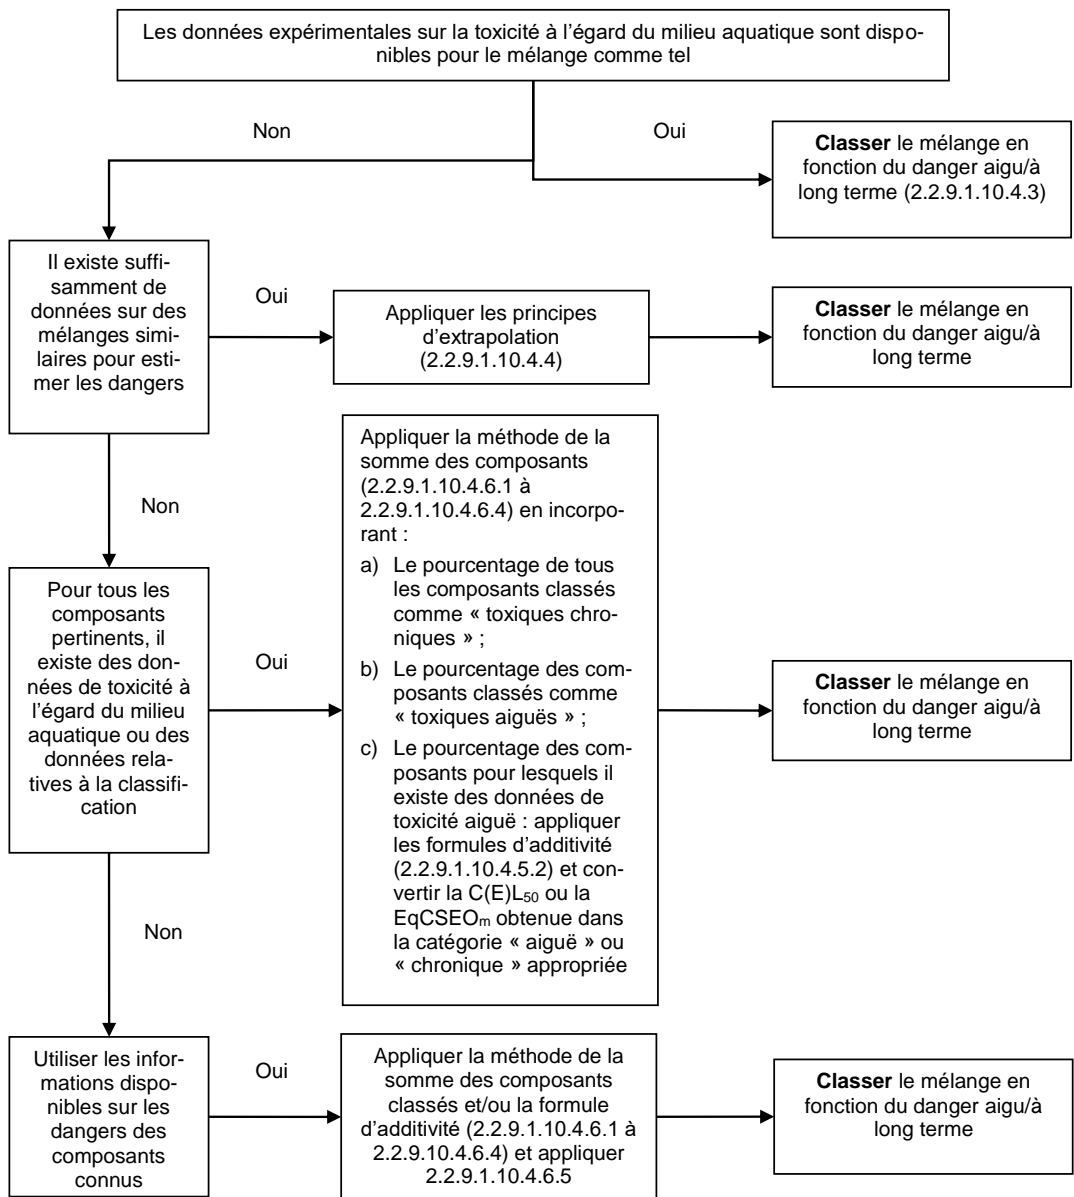 Les données expérimentales sur la toxicité à l'égard du milieu aquatique sont dispo-
nibles pour le mélange comme tel
Non
Oui
Classer le mélange en
fonction du danger aigu/à
long terme (2.2.9.1.10.4.3)
Il existe suffi-
samment de
données sur des
mélanges simi-
laires pour esti-
mer les dangers
Oui
Appliquer les principes
d'extrapolation
(2.2.9.1.10.4.4)
Classer le mélange en
fonction du danger aigu/à
long terme
Non
Pour tous les
composants
pertinents, il
existe des don-
nées de toxicité à
l'égard du milieu
aquatique ou des
données rela-
tives à la classifi-
cation
Oui
Appliquer la méthode de la
somme des composants
(2.2.9.1.10.4.6.1 à
2.2.9.1.10.4.6.4) en incorpo-
rant :
a) Le pourcentage de tous
les composants classés
comme « toxiques chro-
niques » ;
b) Le pourcentage des com-
posants classés comme
« toxiques aiguës » ;
c) Le pourcentage des com-
posants pour lesquels il
existe des données de
toxicité aiguë : appliquer
les formules d'additivité
(2.2.9.1.10.4.5.2) et con-
vertir la C(E)L50 ou la
EqCSEOm obtenue dans
la catégorie « aiguë » ou
« chronique » appropriée
Classer le mélange en
fonction du danger aigu/à
long terme
Non
Utiliser les infor-
mations dispo-
nibles sur les
dangers des
composants
connus
Oui
Appliquer la méthode de la
somme des composants
classés et/ou la formule
d'additivité (2.2.9.1.10.4.6.1 à
2.2.9.10.4.6.4) et appliquer
2.2.9.1.10.4.6.5
Classer le mélange en
fonction du danger aigu/à
long terme